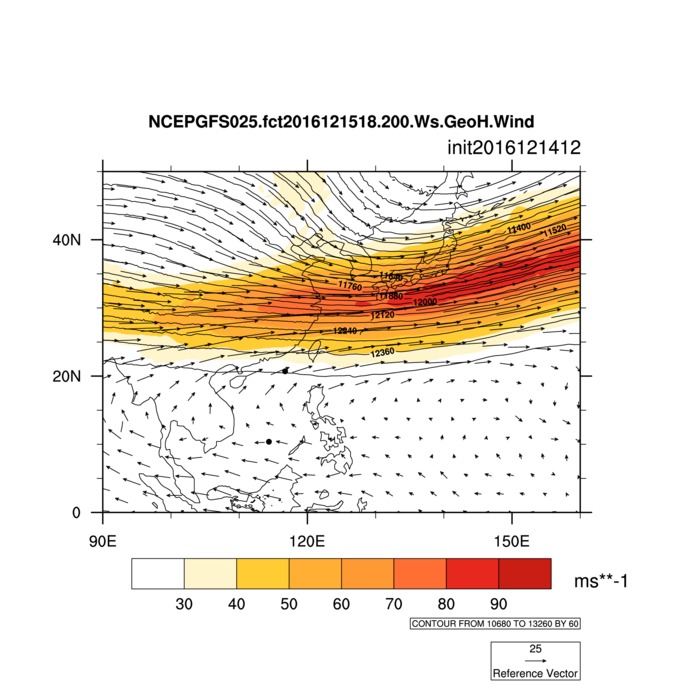 NCEPGFS025.fct2016121518.200.Ws.GeoH.Wind
init2016121412
40N
20N
0
11400
11520
11640
11760
11880
12000
12120
12240
12360
90E 120E 150E
30 40 50 60 70 80 90
ms**-1
CONTOUR FROM 10680 TO 13260 BY 60
25
Reference Vector